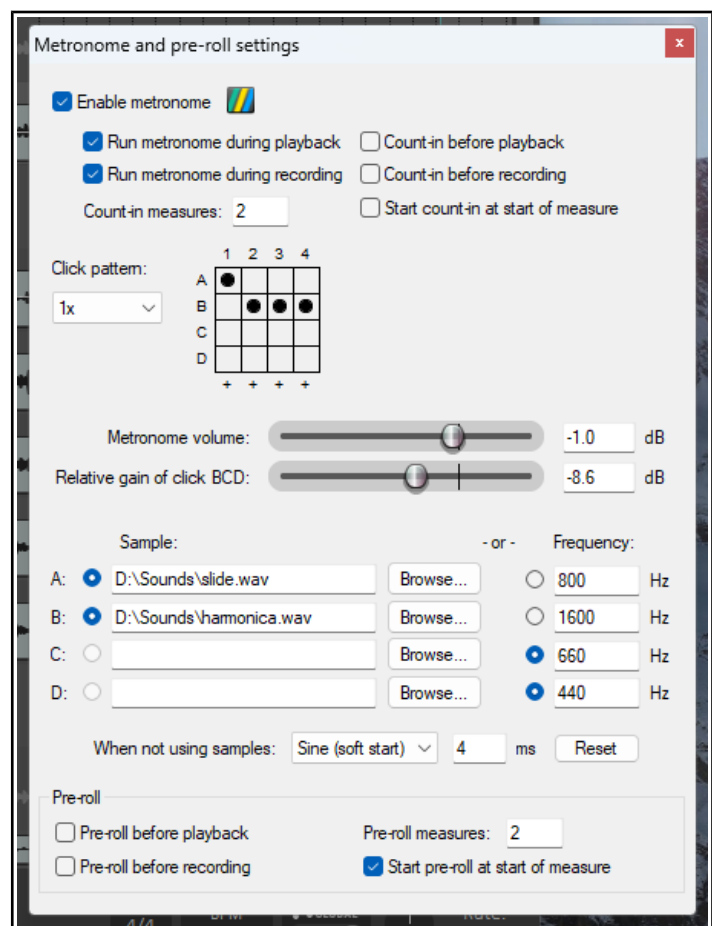 Metronome and pre-roll settings
x
Enable metronome
Run metronome during playback Count-in before playback
Run metronome during recording Count-in before recording
Count-in measures: 2 Start count-in at start of measure
1 2 3 4
Click pattern:
A
1x B
C
D
+ + + +
Metronome volume: -1.0 dB
Relative gain of click BCD: -8.6 dB
Sample: - or - Frequency:
A: D:\Sounds\slide.wav Browse... 800 Hz
B: D:\Sounds\harmonica.wav Browse... 1600 Hz
C: Browse... 660 Hz
D: Browse... 440 Hz
When not using samples: Sine (soft start) 4 ms Reset
Pre-roll
Pre-roll before playback Pre-roll measures: 2
Pre-roll before recording Start pre-roll at start of measure
4/4 BPM GLOBAL Rate: